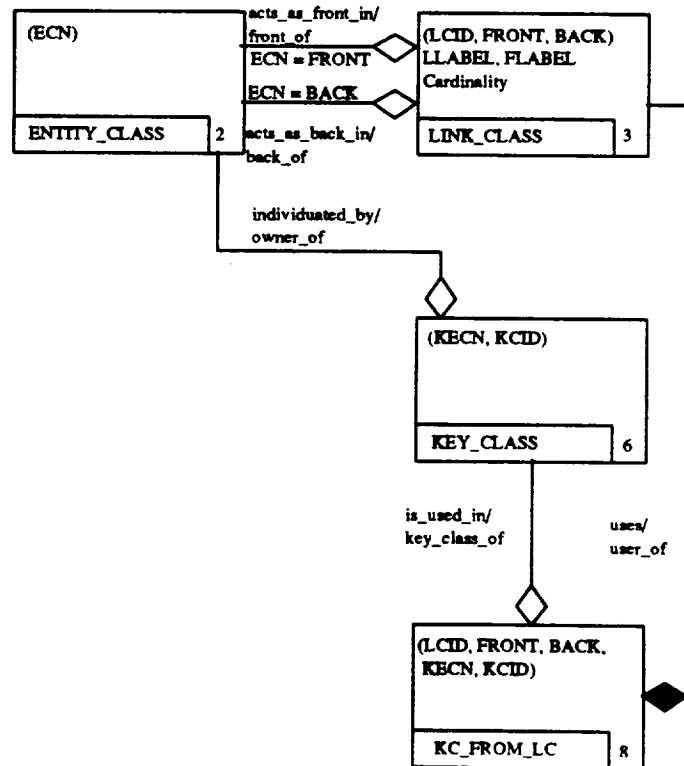 acts_as_front_in/
front_of
ECN = FRONT
(ECN)
ECN = BACK
acts_as_back_in/
back_of
ENTITY_CLASS 2
(LCID, FRONT, BACK)
LLABEL, FLABEL
Cardinality
LINK_CLASS 3
individuated_by/
owner_of
(KECN, KCID)
KEY_CLASS 6
is_used_in/
key_class_of
uses/
user_of
(LCID, FRONT, BACK,
KECN, KCID)
KC_FROM_LC 8